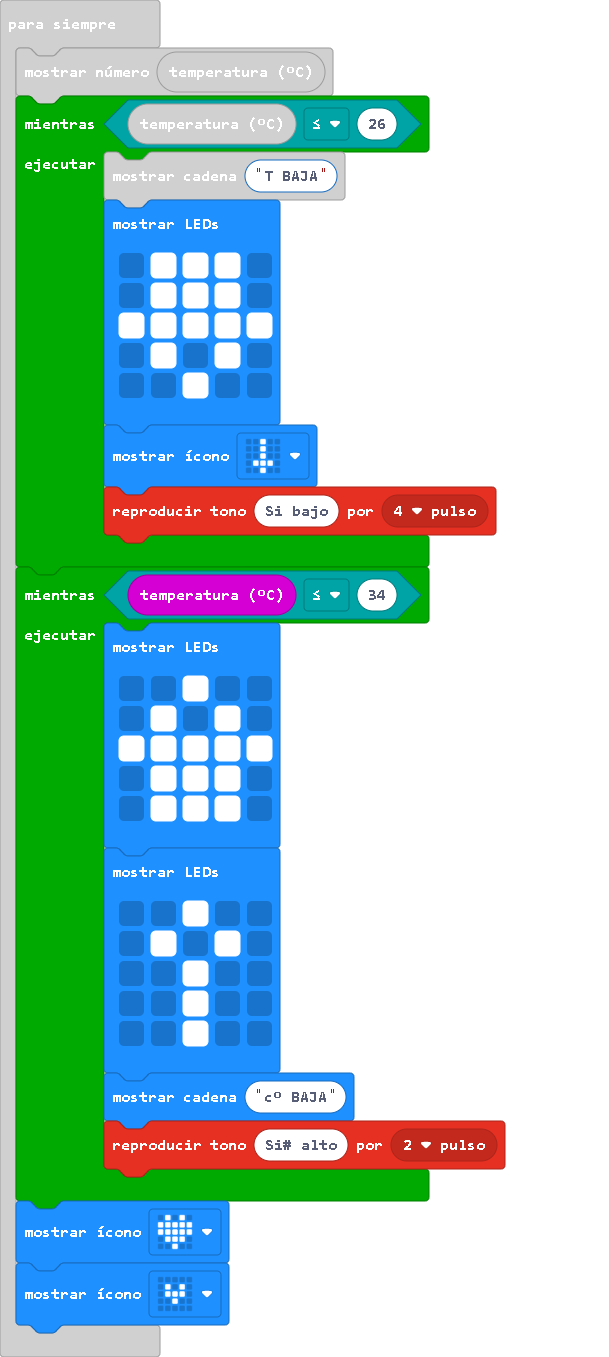 para siempre
mostrar número temperatura (ºC)
mientras temperatura (ºC) ≤ 26
ejecutar
mostrar cadena "T BAJA"
mostrar LEDs
mostrar ícono
reproducir tono Si bajo por 4 pulso
mientras temperatura (ºC) ≤ 34
ejecutar
mostrar LEDs
mostrar LEDs
mostrar cadena "cº BAJA"
reproducir tono Si# alto por 2 pulso
mostrar ícono
mostrar ícono